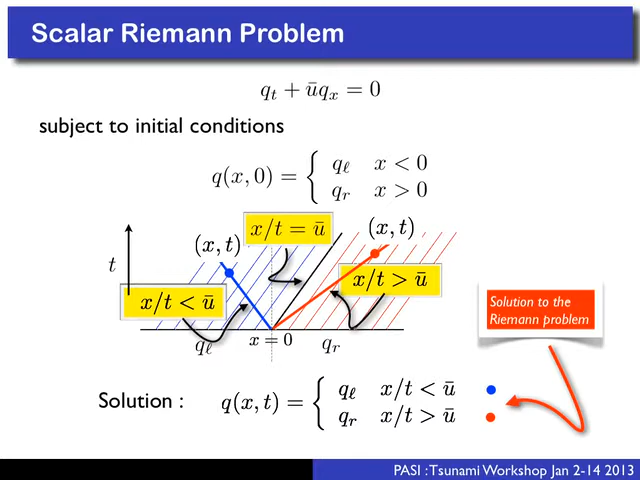 Scalar Riemann Problem
q_t + ūq_x = 0
subject to initial conditions
q(x, 0) = { q_ℓ x < 0
q_r x > 0
x/t = ū
(x, t)
(x, t)
t
x/t > ū
x/t < ū
Solution to the
Riemann problem
q_ℓ
x = 0
q_r
Solution : q(x, t) = { q_ℓ x/t < ū
q_r x/t > ū
PASI : Tsunami Workshop Jan 2-14 2013